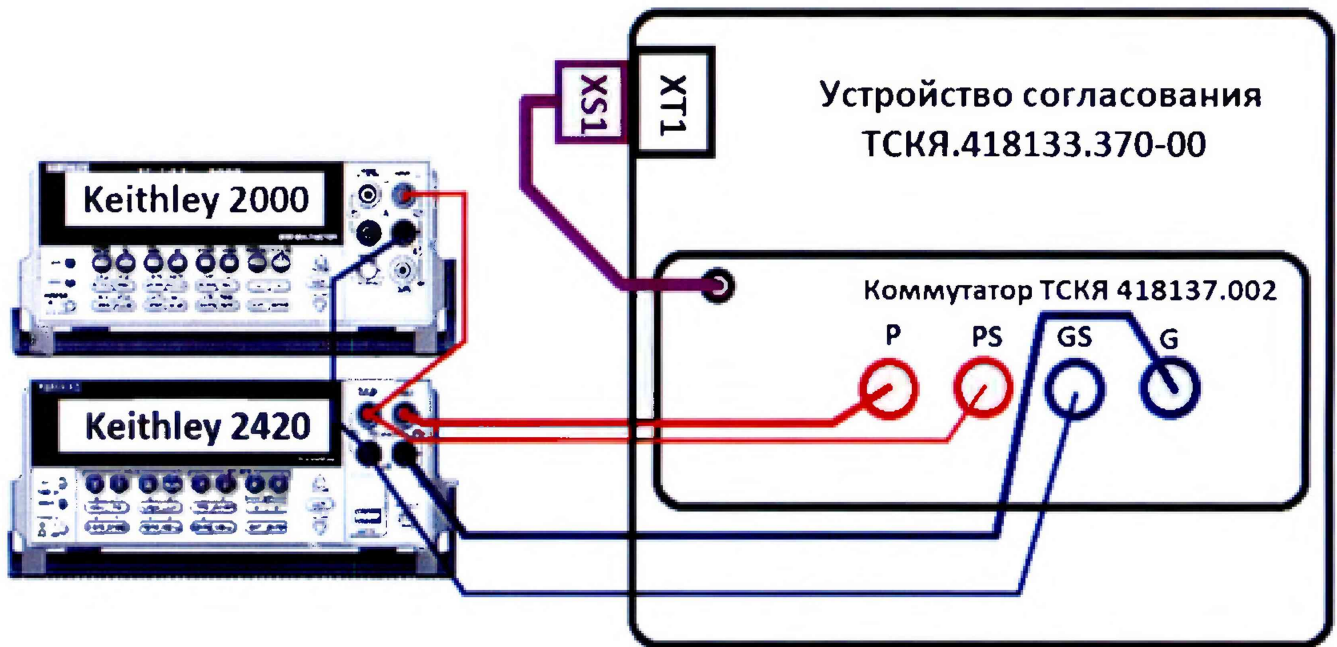 XS1
XT1
Устройство согласования
ТСКЯ.418133.370-00
Keithley 2000
Коммутатор ТСКЯ 418137.002
P
PS
GS
G
Keithley 2420